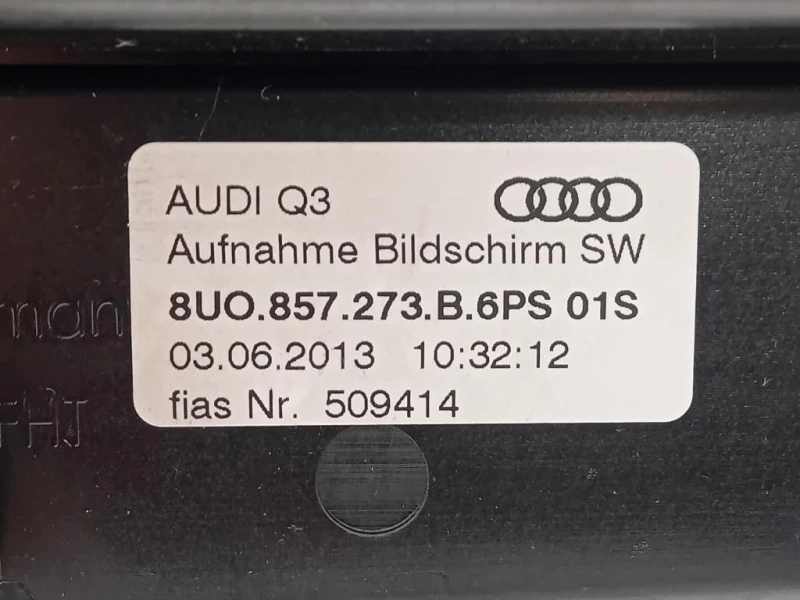 AUDI Q3
Aufnahme Bildschirm SW
8UO.857.273.B.6PS 01S
03.06.2013 10:32:12
fias Nr. 509414